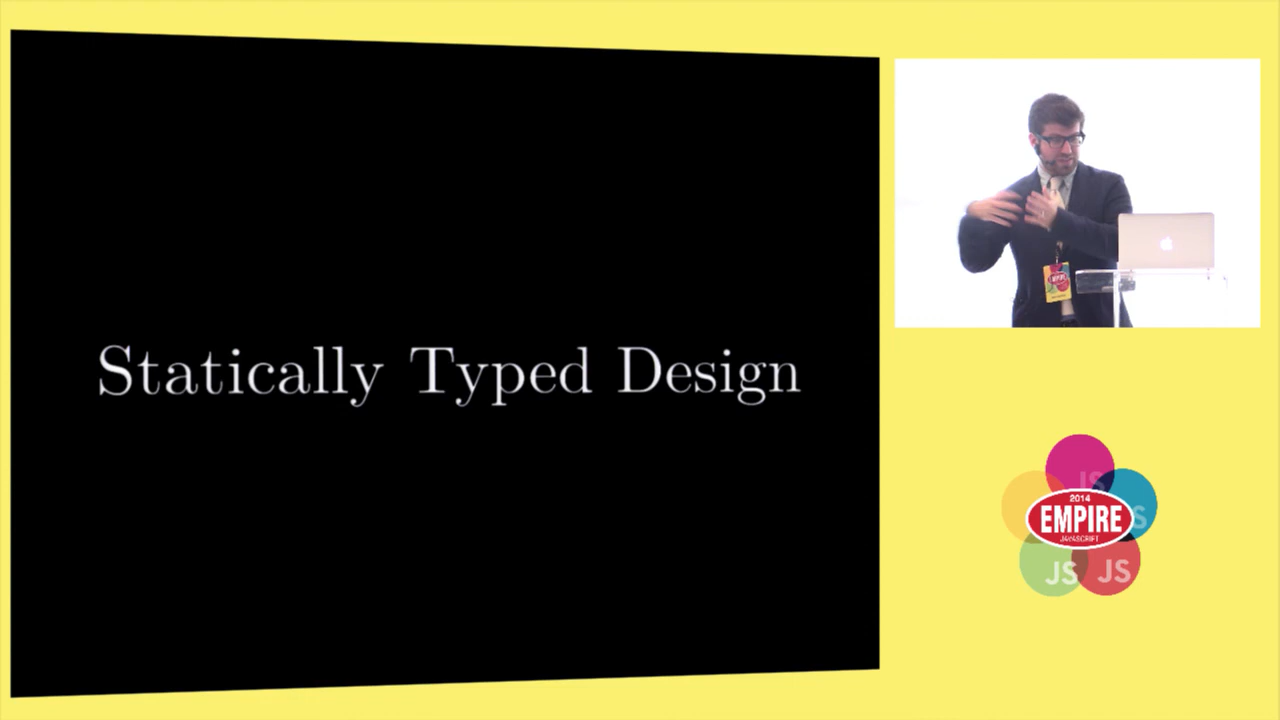 Statically Typed Design
JS
2014
EMPIRE
JAVASCRIPT
S
JS
JS